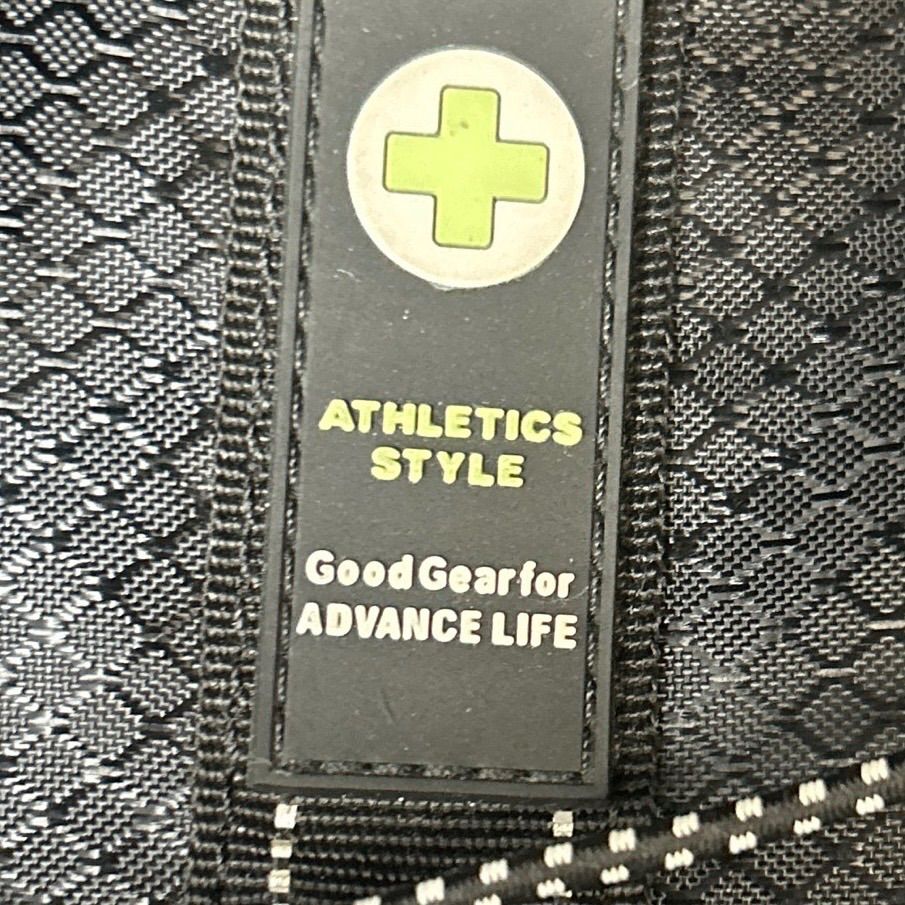 ATHLETICS
STYLE
Good Gear for
ADVANCE LIFE